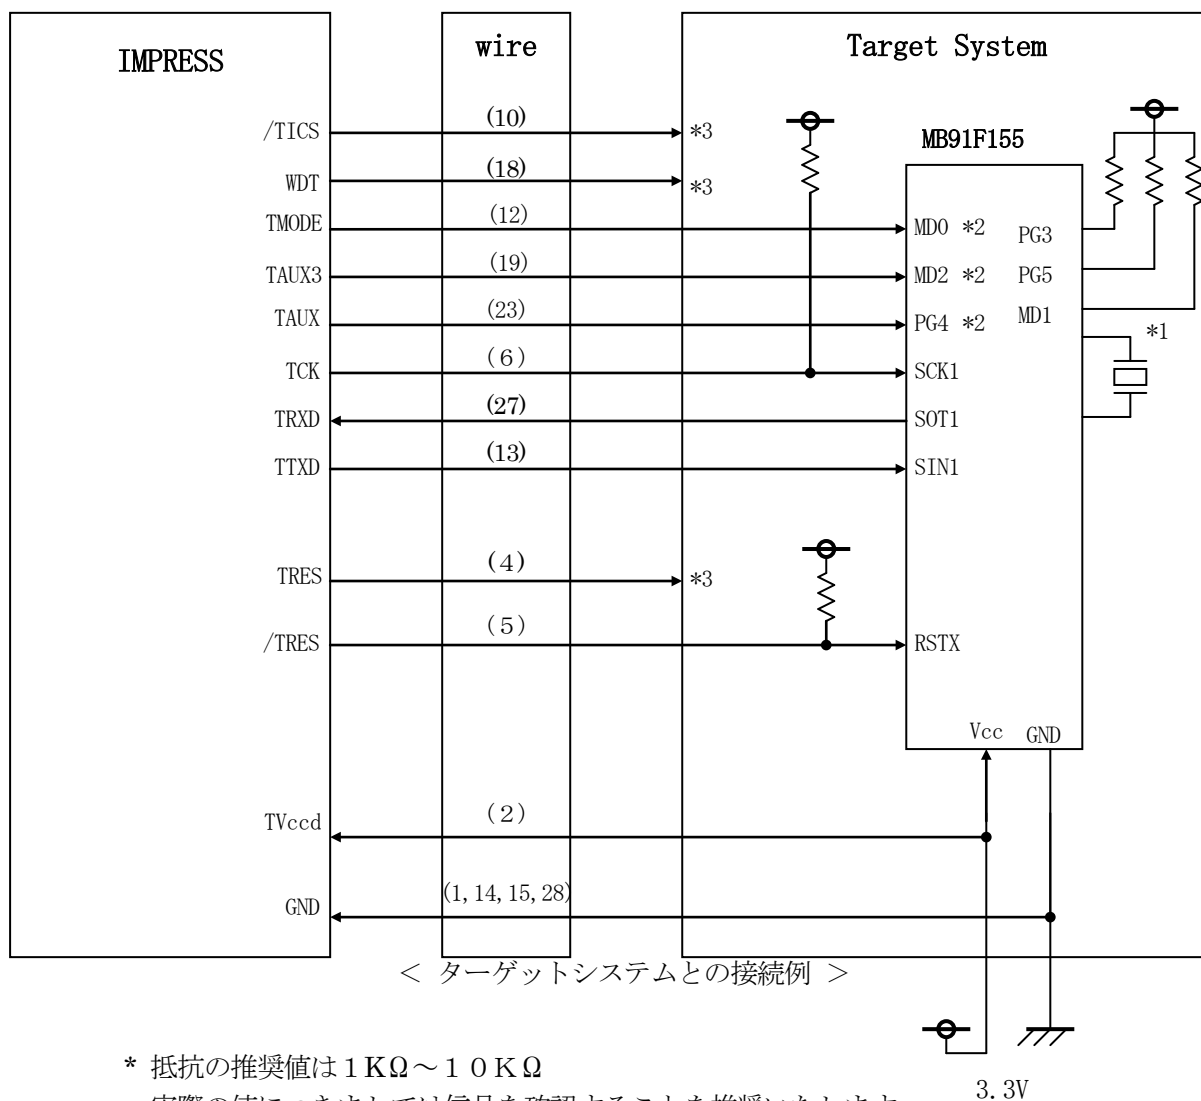 IMPRESS
wire
Target System
/TICS
(10)
*3
MB91F155
WDT
(18)
*3
TMODE
(12)
MD0 *2
PG3
TAUX3
(19)
MD2 *2
PG5
TAUX
(23)
PG4 *2
MD1
*1
TCK
(６)
SCK1
TRXD
(27)
SOT1
TTXD
(13)
SIN1
TRES
(4)
*3
/TRES
(５)
RSTX
Vcc
GND
TVccd
(２)
GND
(1,14,15,28)
＜ ターゲットシステムとの接続例 ＞
* 抵抗の推奨値は１KΩ～１０ＫΩ
3.3V